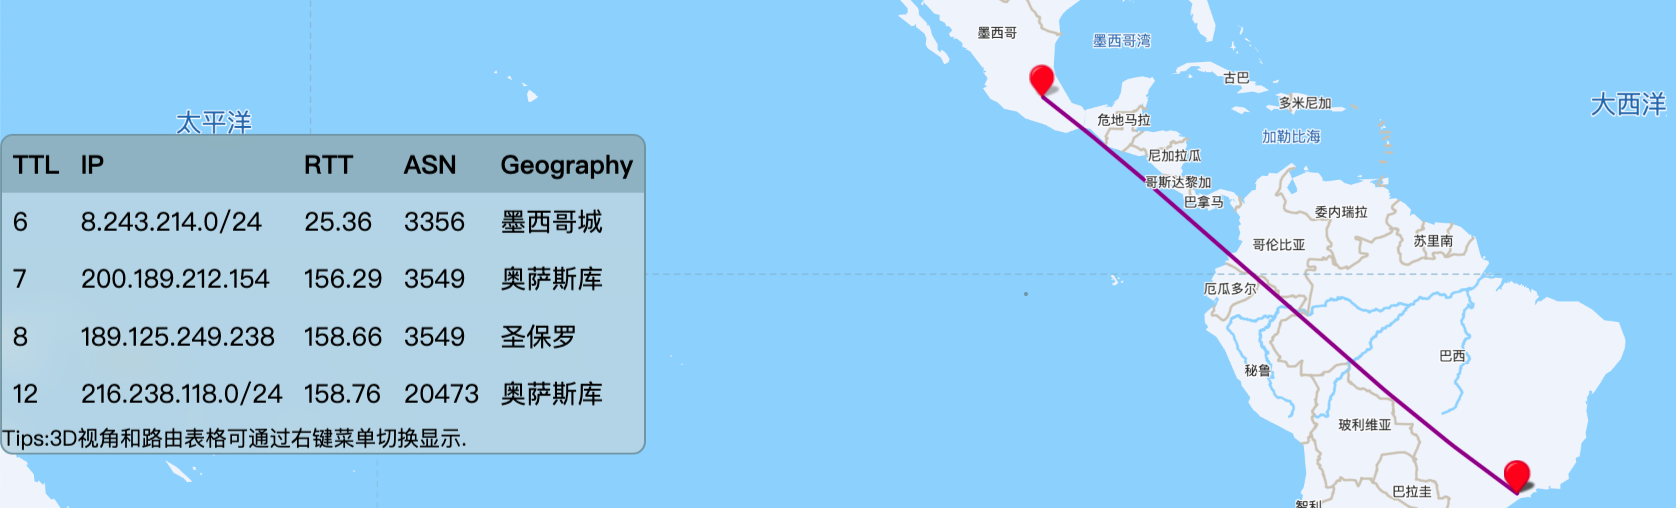 墨西哥
墨西哥湾
古巴
多米尼加
大西洋
太平洋
危地马拉
加勒比海
尼加拉瓜
哥斯达黎加
巴拿马
委内瑞拉
苏里南
哥伦比亚
厄瓜多尔
巴西
秘鲁
玻利维亚
巴拉圭
智利
TTL IP RTT ASN Geography
6 8.243.214.0/24 25.36 3356 墨西哥城
7 200.189.212.154 156.29 3549 奥萨斯库
8 189.125.249.238 158.66 3549 圣保罗
12 216.238.118.0/24 158.76 20473 奥萨斯库
Tips:3D视角和路由表格可通过右键菜单切换显示.